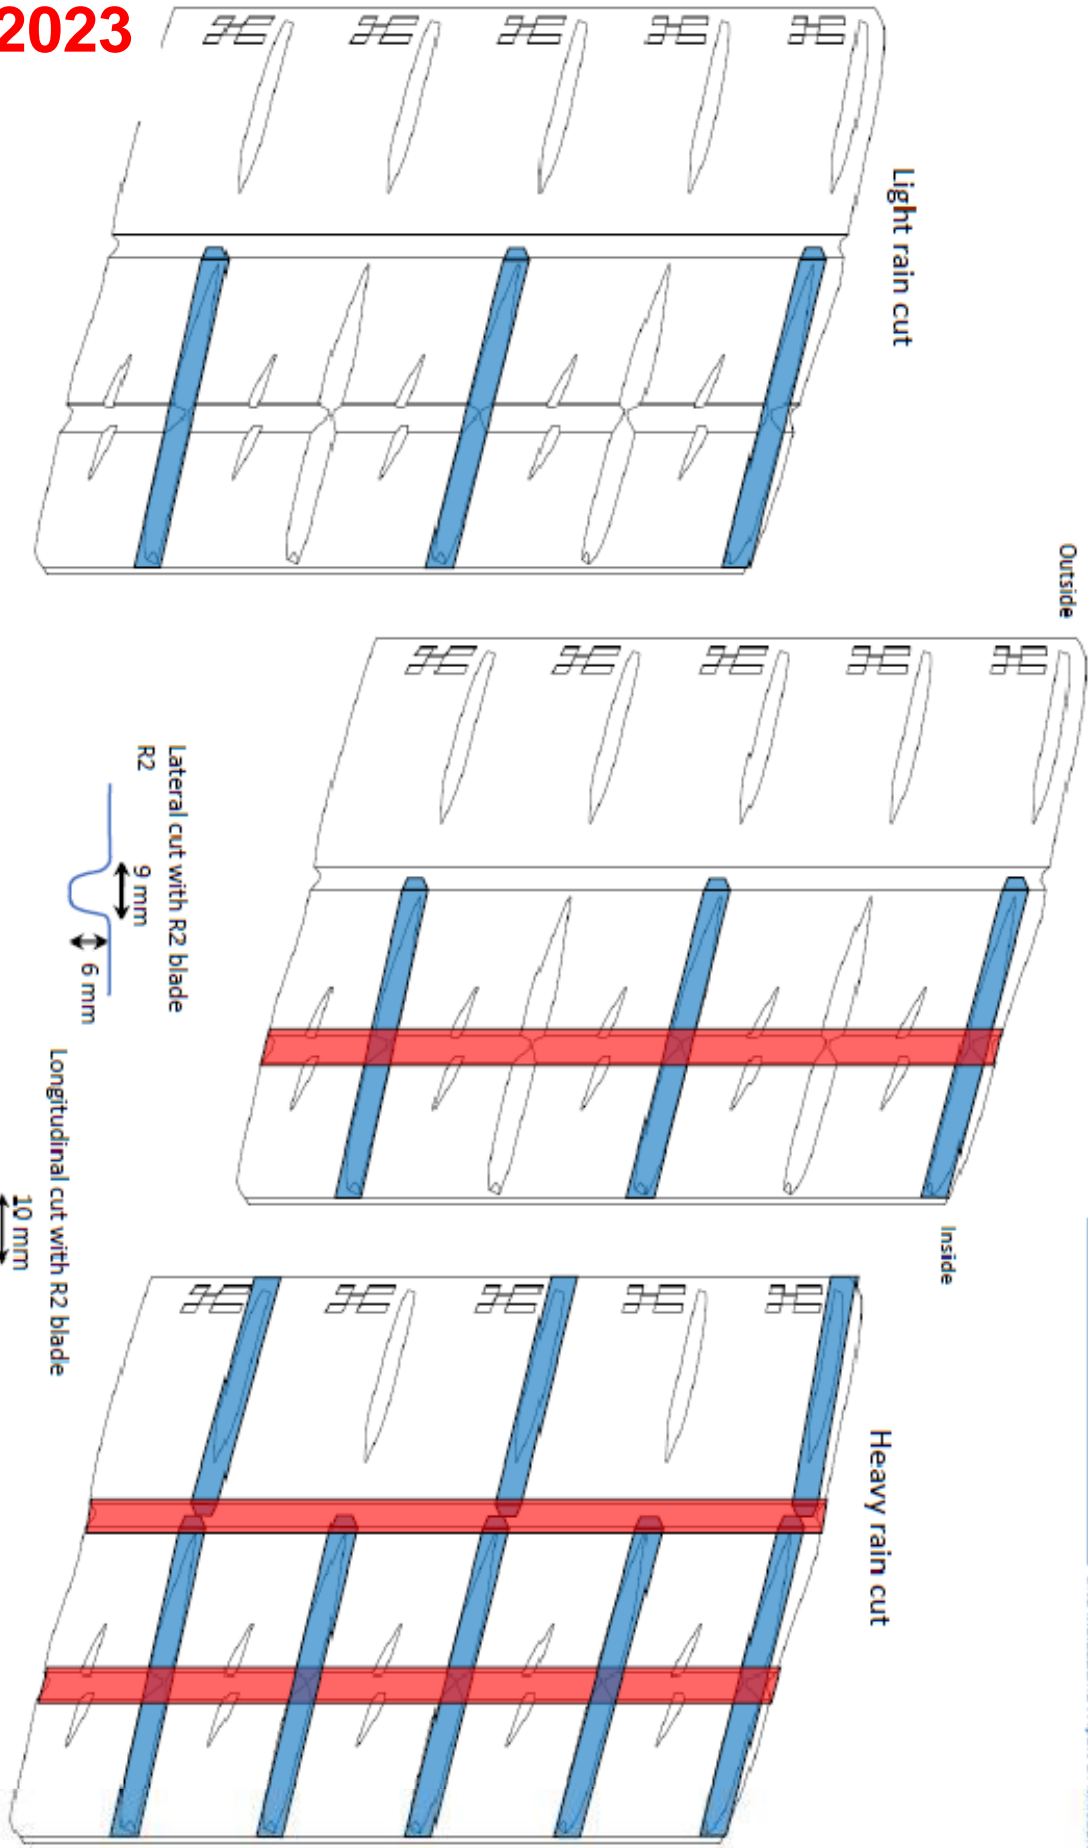 2023
Light rain cut
Outside
Lateral cut with R2 blade
R2
9 mm
6 mm
Longitudinal cut with R2 blade
10 mm
Inside
Heavy rain cut